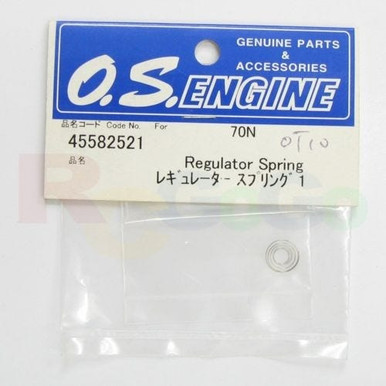 GENUINE PARTS
&
ACCESSORIES
O.S.ENGINE
品名コード Code No. For
70N
OT10
45582521
品名
Regulator Spring
レギュレーター スプリング 1
ReCoGo